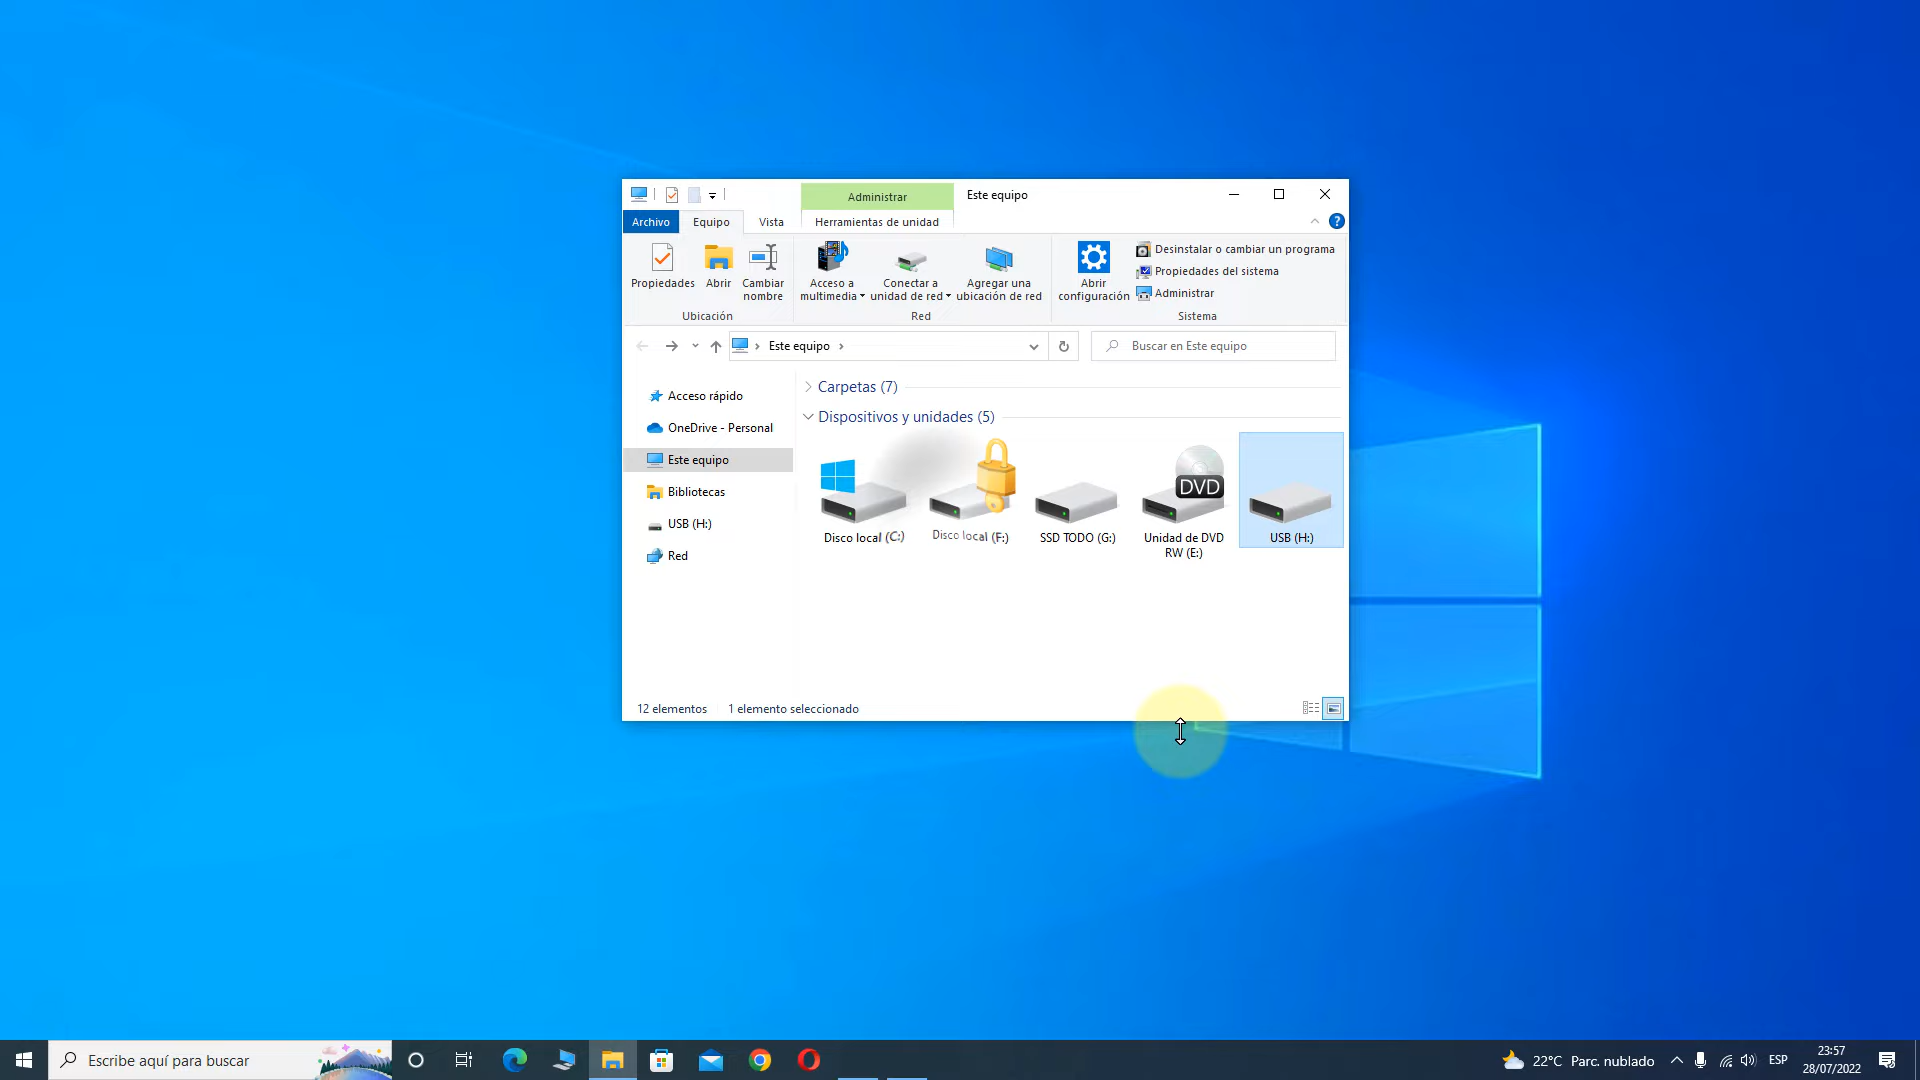 Administrar
Este equipo
Archivo
Equipo
Vista
Herramientas de unidad
Propiedades
Abrir
Cambiar
nombre
Ubicación
Acceso a
multimedia
Conectar a
unidad de red
Agregar una
ubicación de red
Red
Abrir
configuración
Desinstalar o cambiar un programa
Propiedades del sistema
Administrar
Sistema
Este equipo
Buscar en Este equipo
Acceso rápido
OneDrive - Personal
Este equipo
Bibliotecas
USB (H:)
Red
Carpetas (7)
Dispositivos y unidades (5)
DVD
Disco local (C:)
Disco local (F:)
SSD TODO (G:)
Unidad de DVD
RW (E:)
USB (H:)
12 elementos
1 elemento seleccionado
Escribe aquí para buscar
22°C Parc. nublado
ESP
23:57
28/07/2022